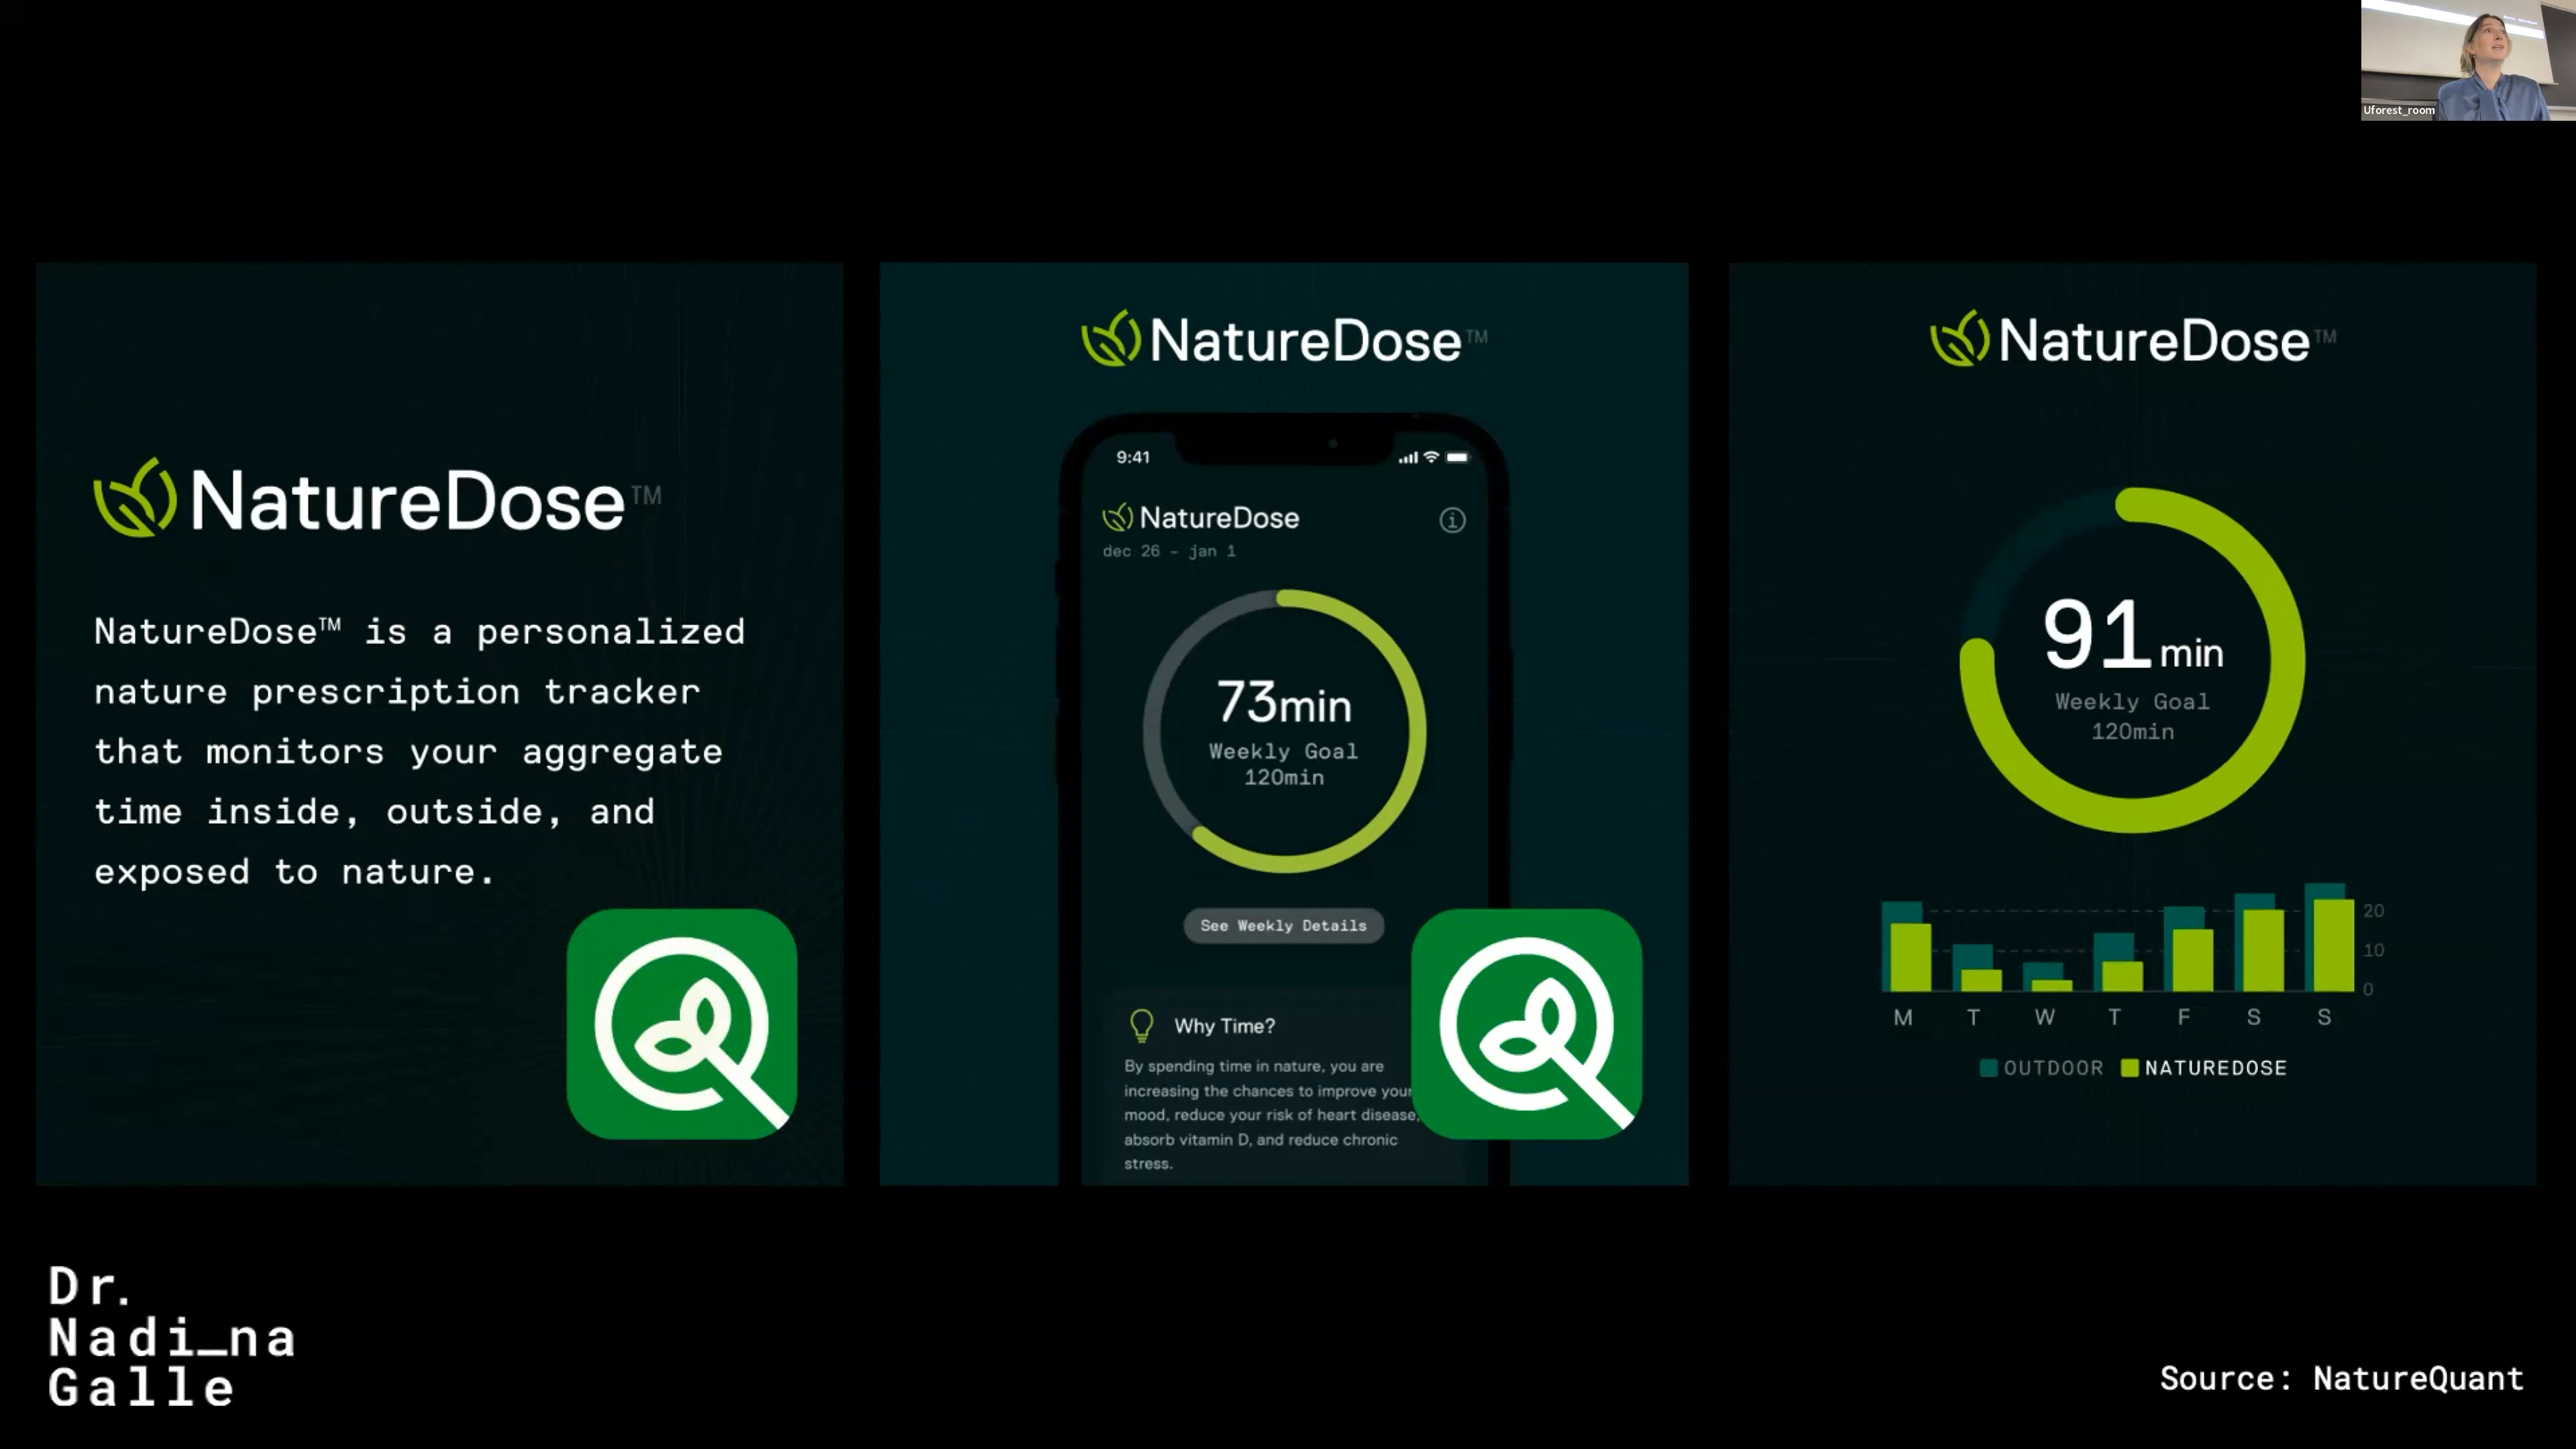 Uforest_room
NatureDose™
NatureDose™ is a personalized
nature prescription tracker
that monitors your aggregate
time inside, outside, and
exposed to nature.
NatureDose™
9:41
NatureDose
dec 26 - jan 1
73min
Weekly Goal
120min
See Weekly Details
Why Time?
By spending time in nature, you are
increasing the chances to improve your
mood, reduce your risk of heart disease,
absorb vitamin D, and reduce chronic
stress.
NatureDose™
91min
Weekly Goal
120min
20
10
0
M T W T F S S
OUTDOOR NATUREDOSE
Dr.
Nadi_na
Galle
Source: NatureQuant